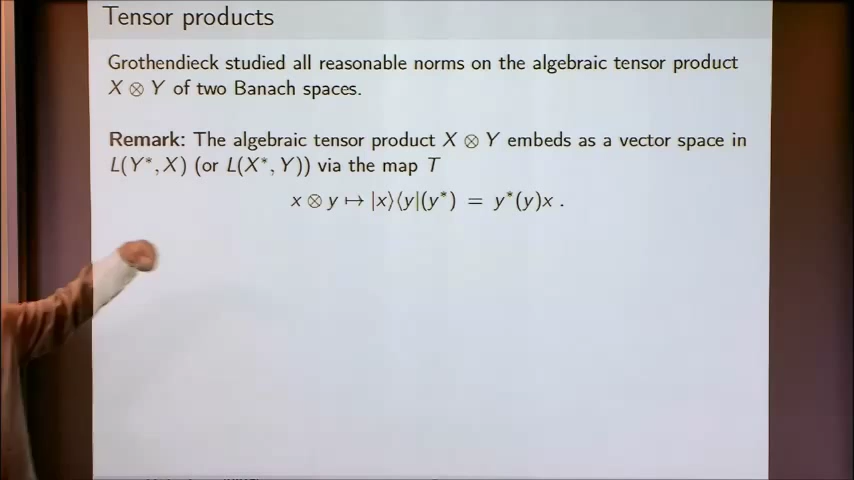 Tensor products
Grothendieck studied all reasonable norms on the algebraic tensor product
X ⊗ Y of two Banach spaces.
Remark: The algebraic tensor product X ⊗ Y embeds as a vector space in
L(Y*, X) (or L(X*, Y)) via the map T
x ⊗ y ↦ |x⟩⟨y|(y*) = y*(y)x .